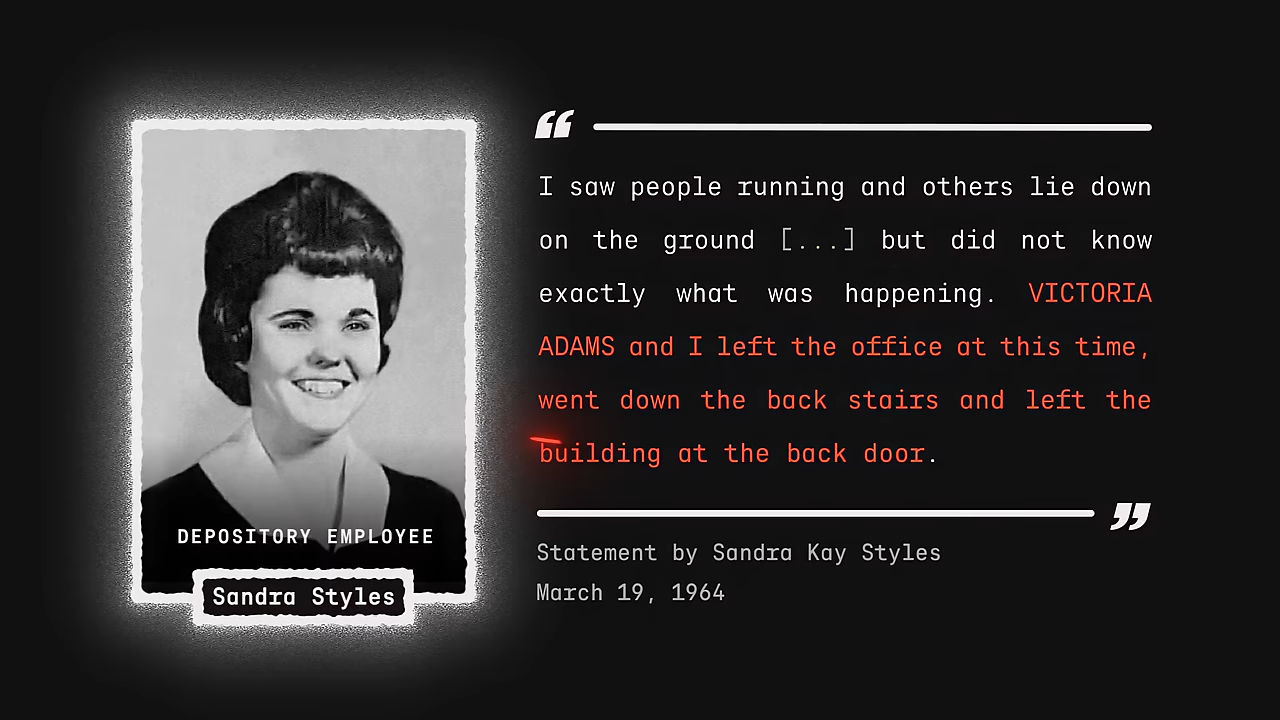 DEPOSITORY EMPLOYEE
Sandra Styles
“
I saw people running and others lie down
on the ground [...] but did not know
exactly what was happening. VICTORIA
ADAMS and I left the office at this time,
went down the back stairs and left the
building at the back door.
”
Statement by Sandra Kay Styles
March 19, 1964